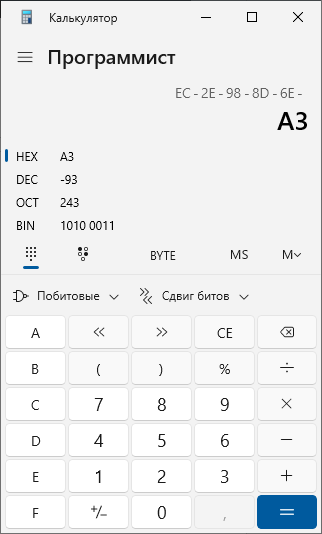 Калькулятор
Программист
EC - 2E - 98 - 8D - 6E -
A3
HEX A3
DEC -93
OCT 243
BIN 1010 0011
BYTE MS M
Побитовые Сдвиг битов
A << >> CE
B ( ) % ÷
C 7 8 9 ×
D 4 5 6 −
E 1 2 3 +
F +/− 0 , =